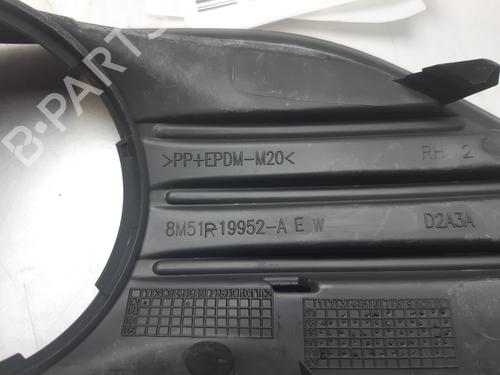 B-PARTS
>PP+EPDM-M20<
RH 2
8M51R19952-A E W
D2A3A